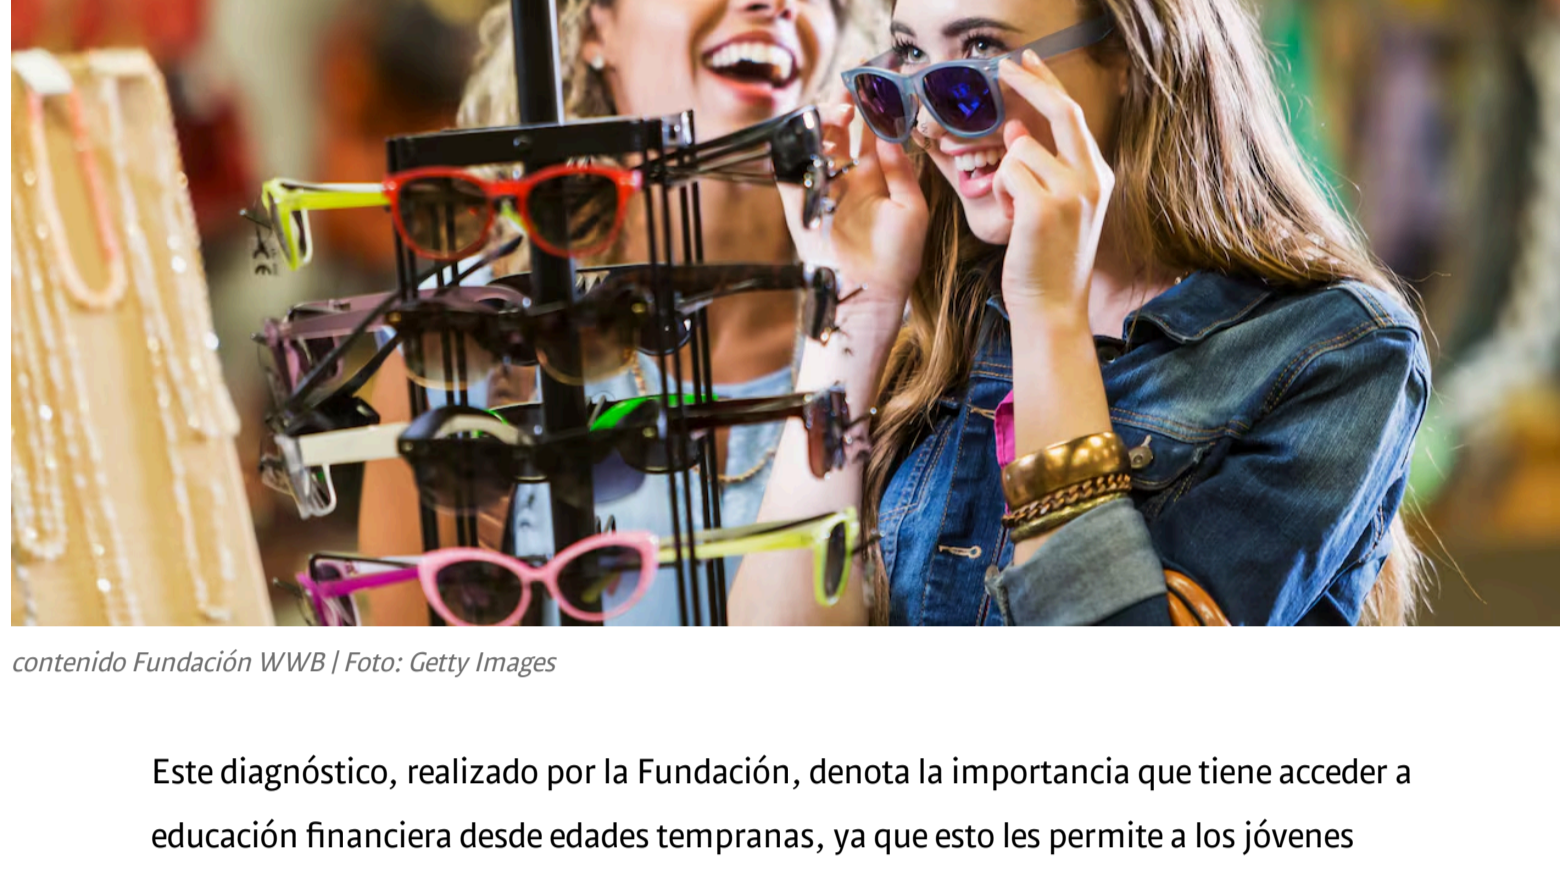 contenido Fundación WWB | Foto: Getty Images
Este diagnóstico, realizado por la Fundación, denota la importancia que tiene acceder a
educación financiera desde edades tempranas, ya que esto les permite a los jóvenes